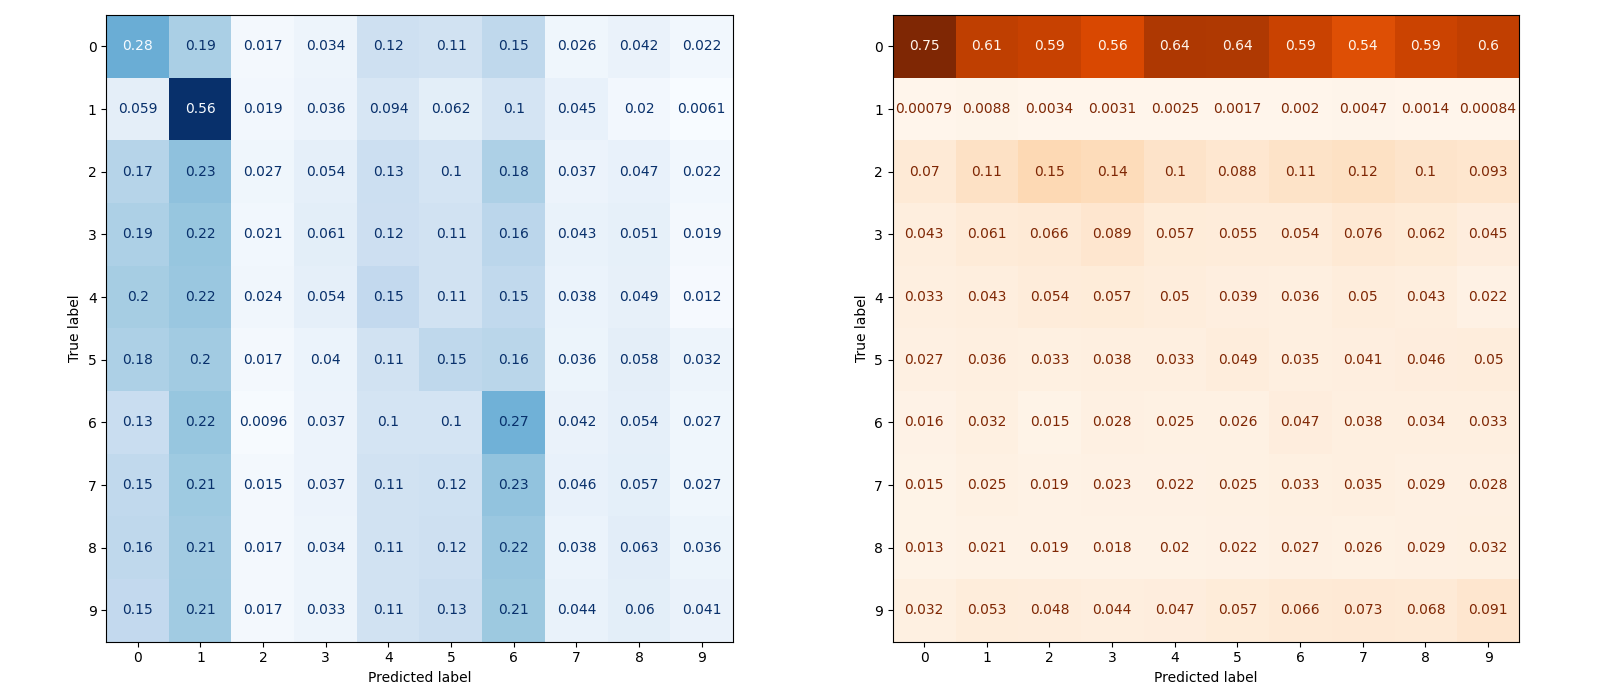 0 0.28 0.19 0.017 0.034 0.12 0.11 0.15 0.026 0.042 0.022
1 0.059 0.56 0.019 0.036 0.094 0.062 0.1 0.045 0.02 0.0061
2 0.17 0.23 0.027 0.054 0.13 0.1 0.18 0.037 0.047 0.022
3 0.19 0.22 0.021 0.061 0.12 0.11 0.16 0.043 0.051 0.019
4 0.2 0.22 0.024 0.054 0.15 0.11 0.15 0.038 0.049 0.012
True label
5 0.18 0.2 0.017 0.04 0.11 0.15 0.16 0.036 0.058 0.032
6 0.13 0.22 0.0096 0.037 0.1 0.1 0.27 0.042 0.054 0.027
7 0.15 0.21 0.015 0.037 0.11 0.12 0.23 0.046 0.057 0.027
8 0.16 0.21 0.017 0.034 0.11 0.12 0.22 0.038 0.063 0.036
9 0.15 0.21 0.017 0.033 0.11 0.13 0.21 0.044 0.06 0.041
0 1 2 3 4 5 6 7 8 9
Predicted label
0 0.75 0.61 0.59 0.56 0.64 0.64 0.59 0.54 0.59 0.6
1 0.00079 0.0088 0.0034 0.0031 0.0025 0.0017 0.002 0.0047 0.0014 0.00084
2 0.07 0.11 0.15 0.14 0.1 0.088 0.11 0.12 0.1 0.093
3 0.043 0.061 0.066 0.089 0.057 0.055 0.054 0.076 0.062 0.045
4 0.033 0.043 0.054 0.057 0.05 0.039 0.036 0.05 0.043 0.022
True label
5 0.027 0.036 0.033 0.038 0.033 0.049 0.035 0.041 0.046 0.05
6 0.016 0.032 0.015 0.028 0.025 0.026 0.047 0.038 0.034 0.033
7 0.015 0.025 0.019 0.023 0.022 0.025 0.033 0.035 0.029 0.028
8 0.013 0.021 0.019 0.018 0.02 0.022 0.027 0.026 0.029 0.032
9 0.032 0.053 0.048 0.044 0.047 0.057 0.066 0.073 0.068 0.091
0 1 2 3 4 5 6 7 8 9
Predicted label